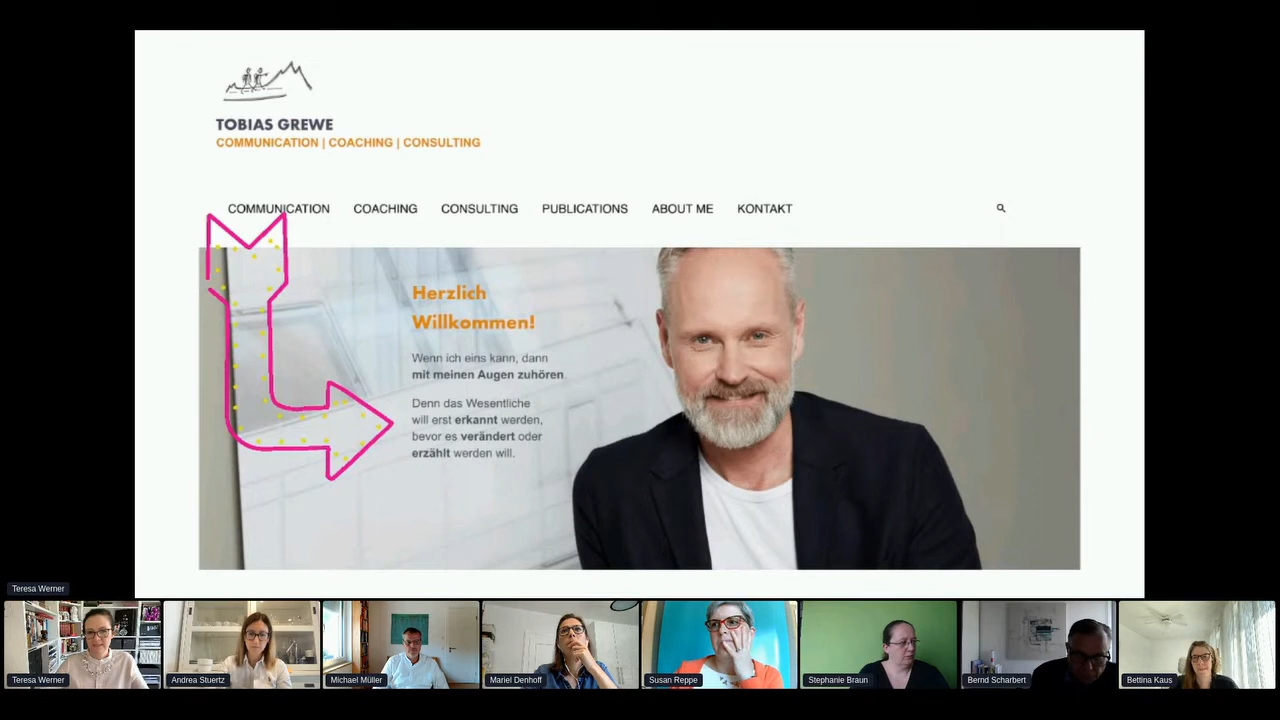 TOBIAS GREWE
COMMUNICATION | COACHING | CONSULTING
COMMUNICATION COACHING CONSULTING PUBLICATIONS ABOUT ME KONTAKT
Herzlich
Willkommen!
Wenn ich eins kann, dann
mit meinen Augen zuhören.
Denn das Wesentliche
will erst erkannt werden,
bevor es verändert oder
erzählt werden will.
Teresa Werner
Teresa Werner
Andrea Stuertz
Michael Müller
Mariel Denhoff
Susan Reppe
Stephanie Braun
Bernd Scharbert
Bettina Kaus